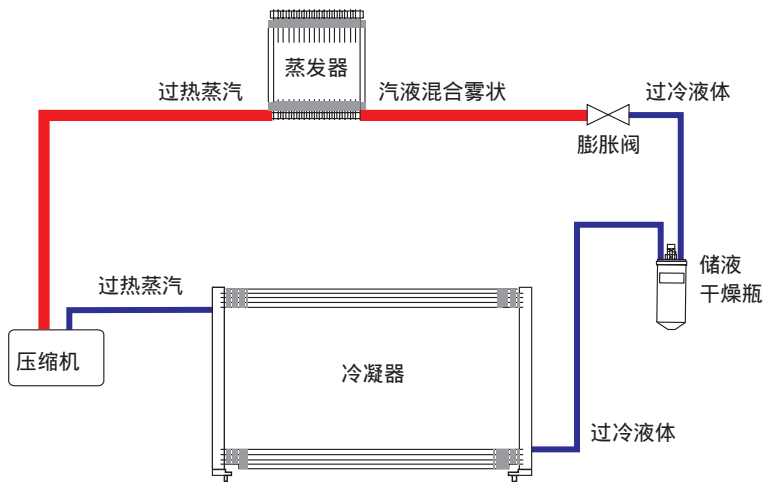 蒸发器
过热蒸汽
汽液混合雾状
过冷液体
膨胀阀
储液
干燥瓶
过热蒸汽
压缩机
冷凝器
过冷液体